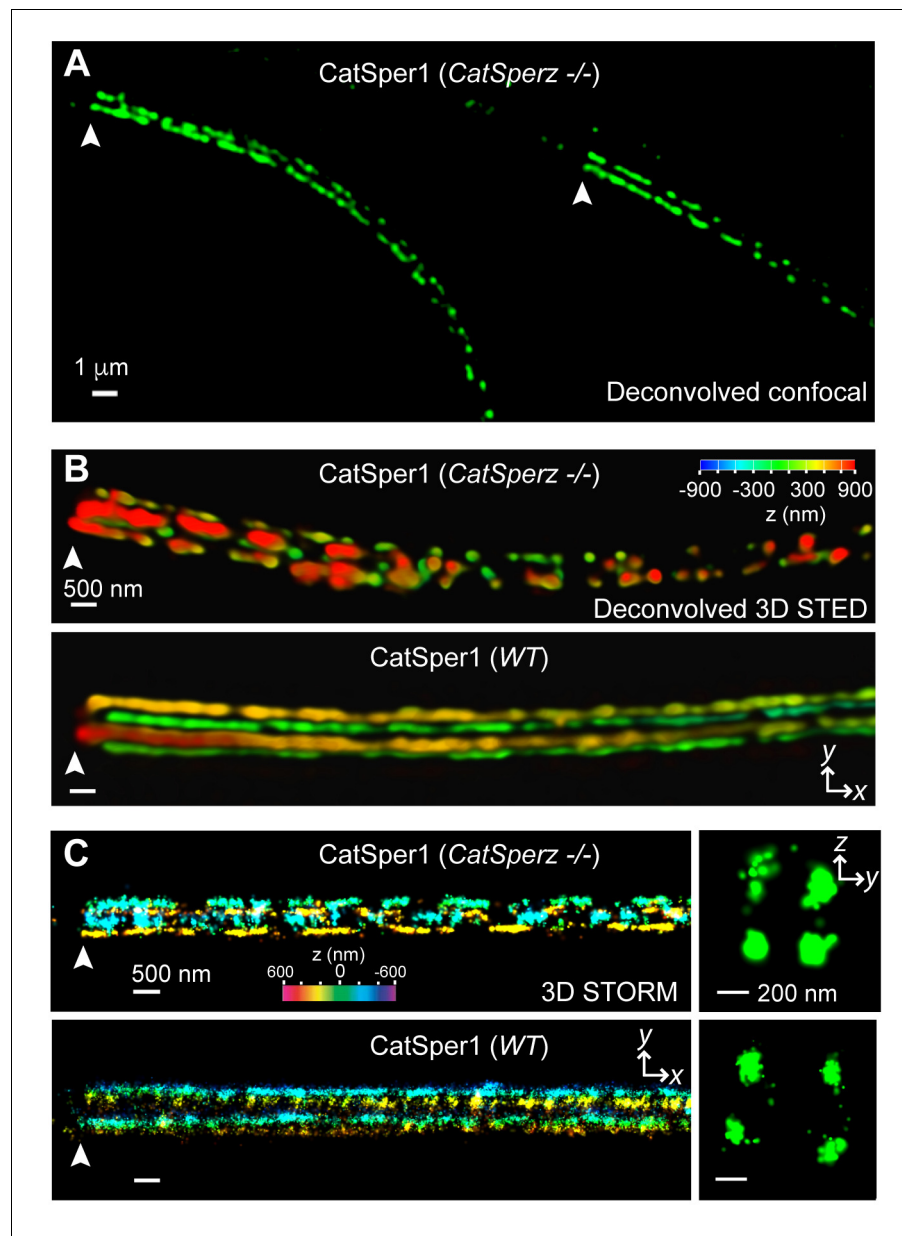 A
CatSper1 (CatSperz -/-)
1 μm
Deconvolved confocal
B
CatSper1 (CatSperz -/-)
-900 -300 300 900
z (nm)
500 nm
Deconvolved 3D STED
CatSper1 (WT)
y
x
C
CatSper1 (CatSperz -/-)
z
y
z (nm)
600 0 -600
500 nm
3D STORM
200 nm
CatSper1 (WT)
y
x